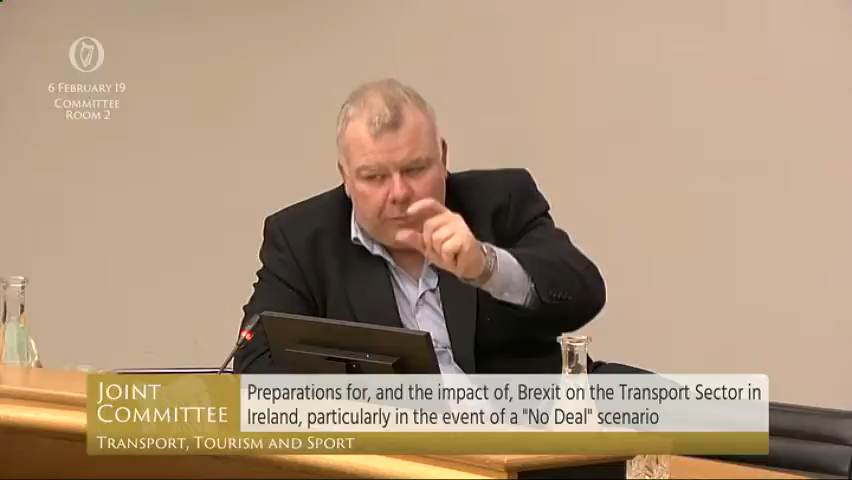 6 February 19
Committee
Room 2
Joint
Committee
Preparations for, and the impact of, Brexit on the Transport Sector in
Ireland, particularly in the event of a "No Deal" scenario
Transport, Tourism and Sport